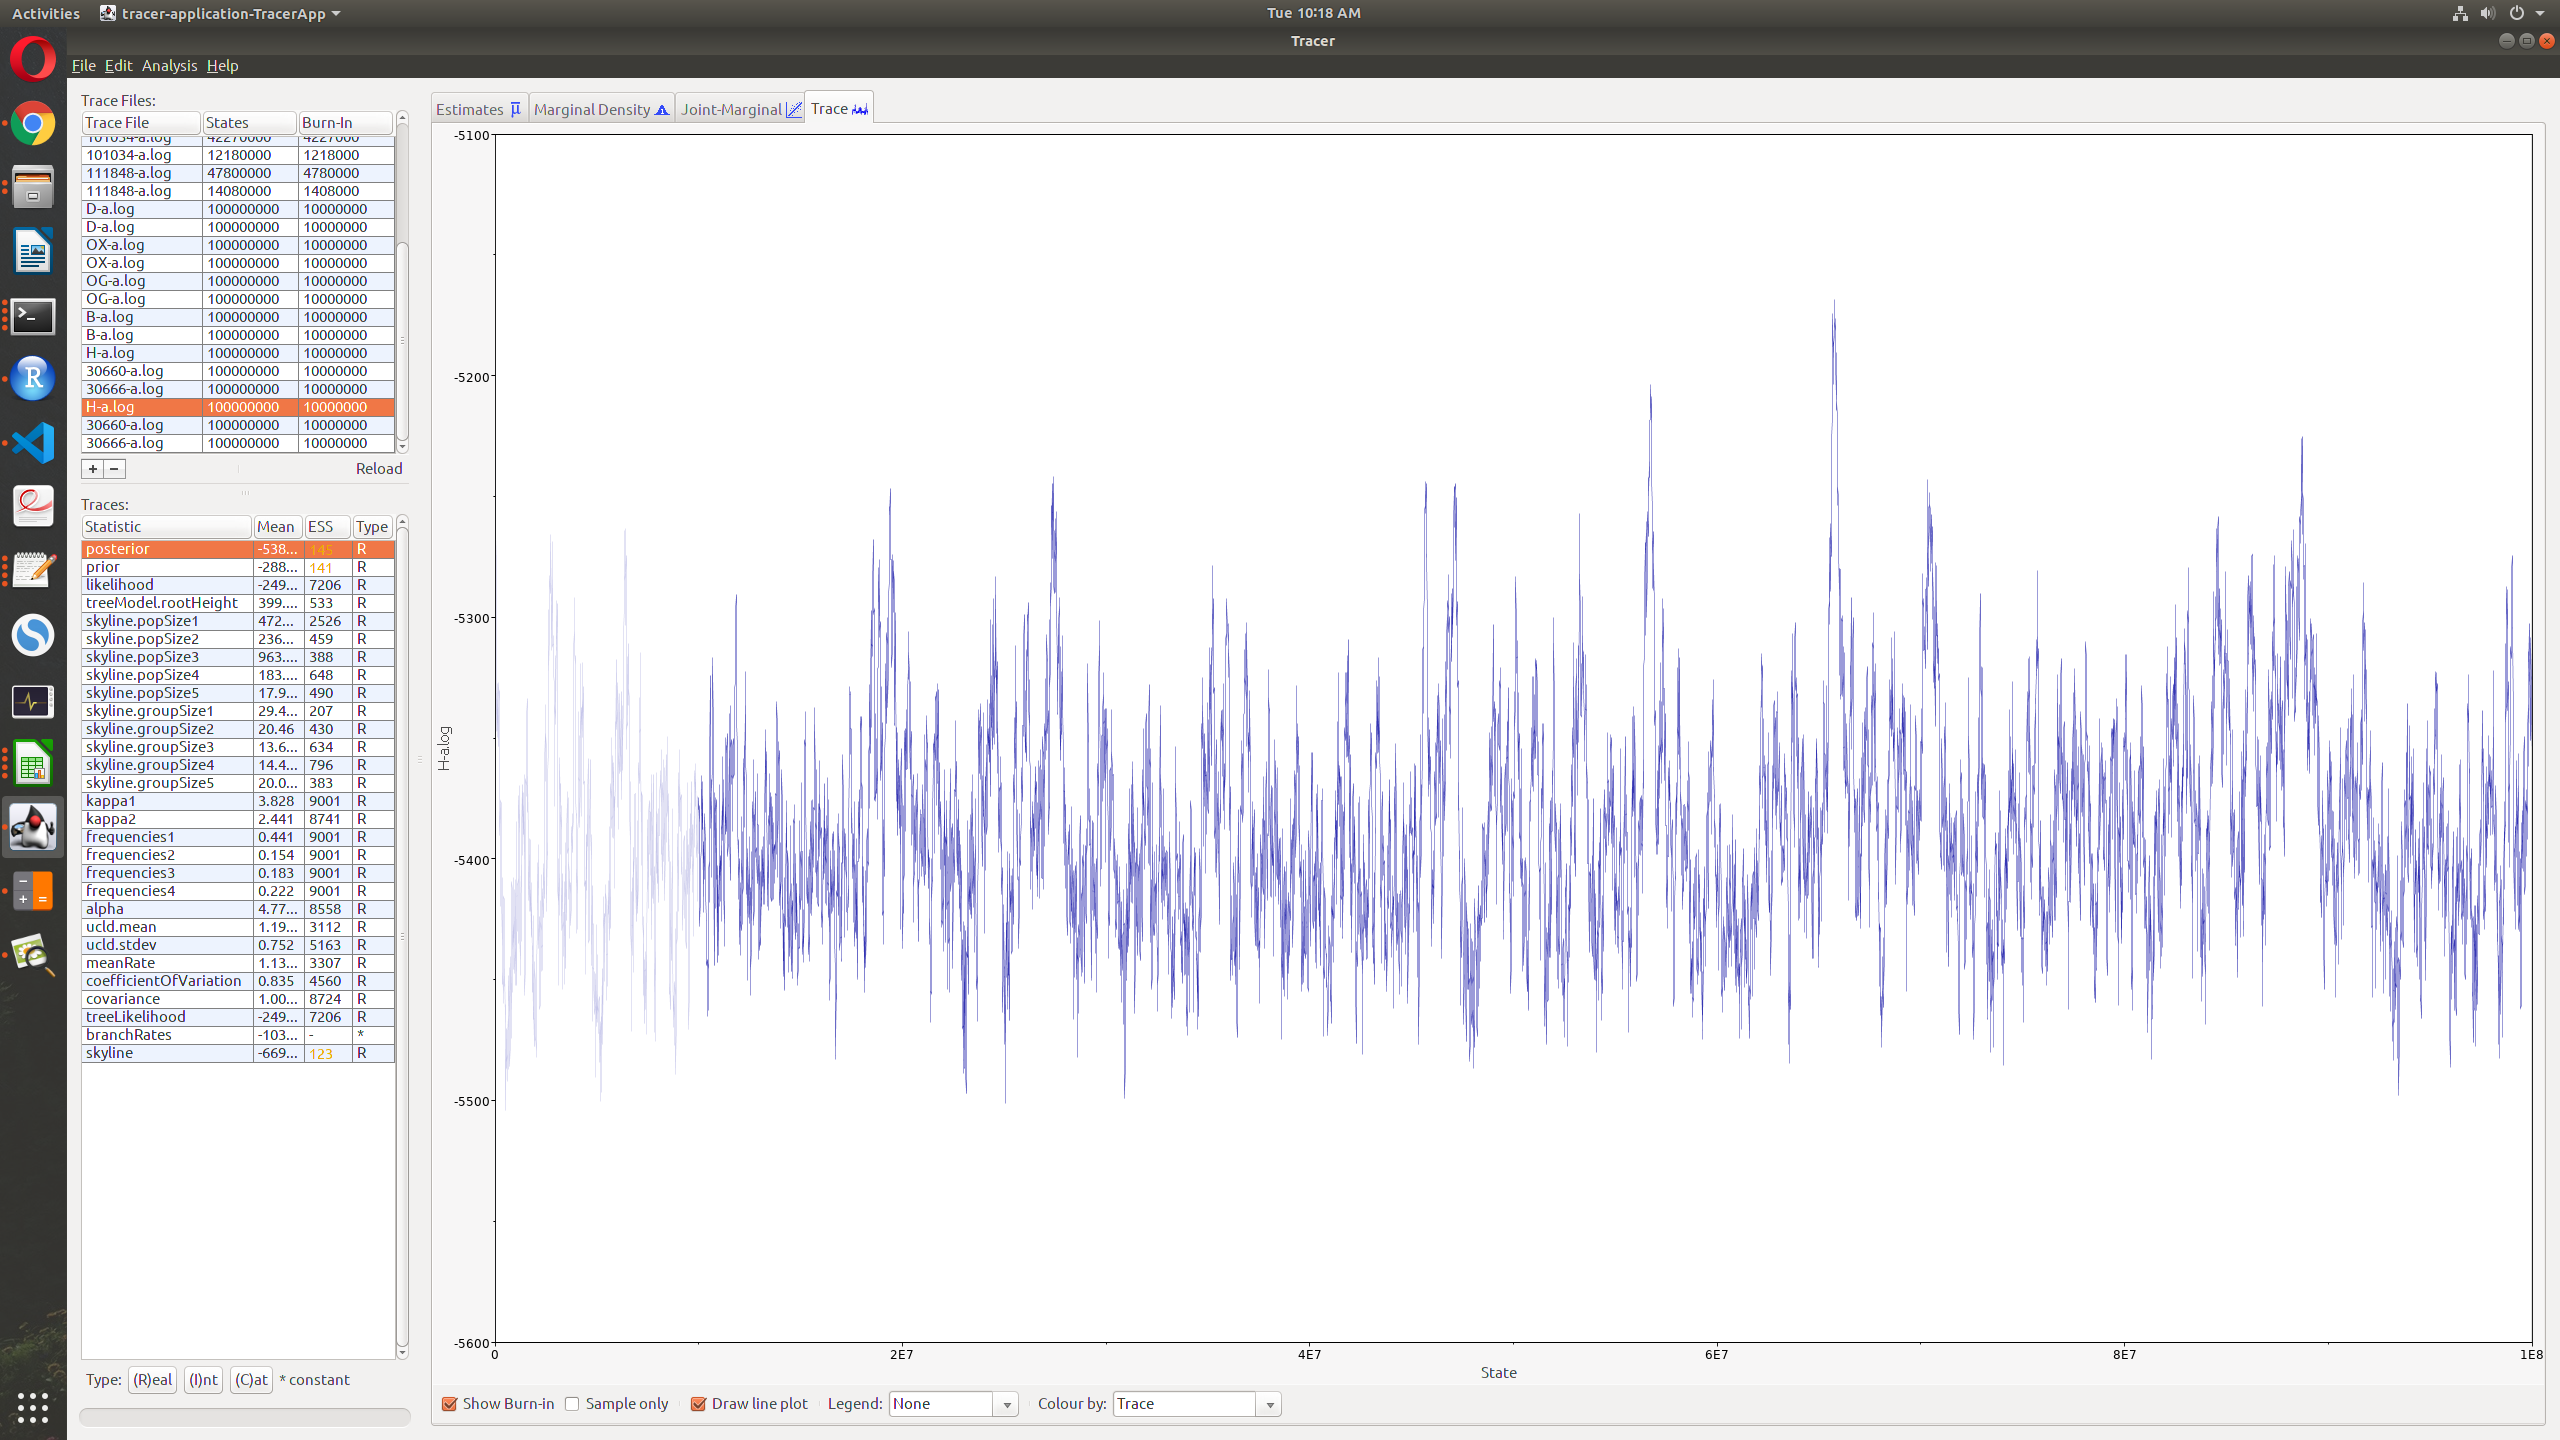 Activities tracer-application-TracerApp Tue 10:18 AM
Tracer
File Edit Analysis Help
Trace Files:
Trace File States Burn-In
101034-a.log 42270000 4227000
101034-a.log 12180000 1218000
111848-a.log 47800000 4780000
111848-a.log 14080000 1408000
D-a.log 100000000 10000000
D-a.log 100000000 10000000
OX-a.log 100000000 10000000
OX-a.log 100000000 10000000
OG-a.log 100000000 10000000
OG-a.log 100000000 10000000
B-a.log 100000000 10000000
B-a.log 100000000 10000000
H-a.log 100000000 10000000
30660-a.log 100000000 10000000
30666-a.log 100000000 10000000
H-a.log 100000000 10000000
30660-a.log 100000000 10000000
30666-a.log 100000000 10000000
+ − Reload
Traces:
Statistic Mean ESS Type
posterior -538... 145 R
prior -288... 141 R
likelihood -249... 7206 R
treeModel.rootHeight 399.... 533 R
skyline.popSize1 472... 2526 R
skyline.popSize2 236... 459 R
skyline.popSize3 963.... 388 R
skyline.popSize4 183.... 648 R
skyline.popSize5 17.9... 490 R
skyline.groupSize1 29.4... 207 R
skyline.groupSize2 20.46 430 R
skyline.groupSize3 13.6... 634 R
skyline.groupSize4 14.4... 796 R
skyline.groupSize5 20.0... 383 R
kappa1 3.828 9001 R
kappa2 2.441 8741 R
frequencies1 0.441 9001 R
frequencies2 0.154 9001 R
frequencies3 0.183 9001 R
frequencies4 0.222 9001 R
alpha 4.77... 8558 R
ucld.mean 1.19... 3112 R
ucld.stdev 0.752 5163 R
meanRate 1.13... 3307 R
coefficientOfVariation 0.835 4560 R
covariance 1.00... 8724 R
treeLikelihood -249... 7206 R
branchRates -103... - *
skyline -669... 123 R
Type: (R)eal (I)nt (C)at * constant
Estimates Marginal Density Joint-Marginal Trace
-5100
-5200
-5300
-5400
-5500
-5600
H-a.log
0 2E7 4E7 6E7 8E7 1E8
State
Show Burn-in Sample only Draw line plot Legend: None Colour by: Trace